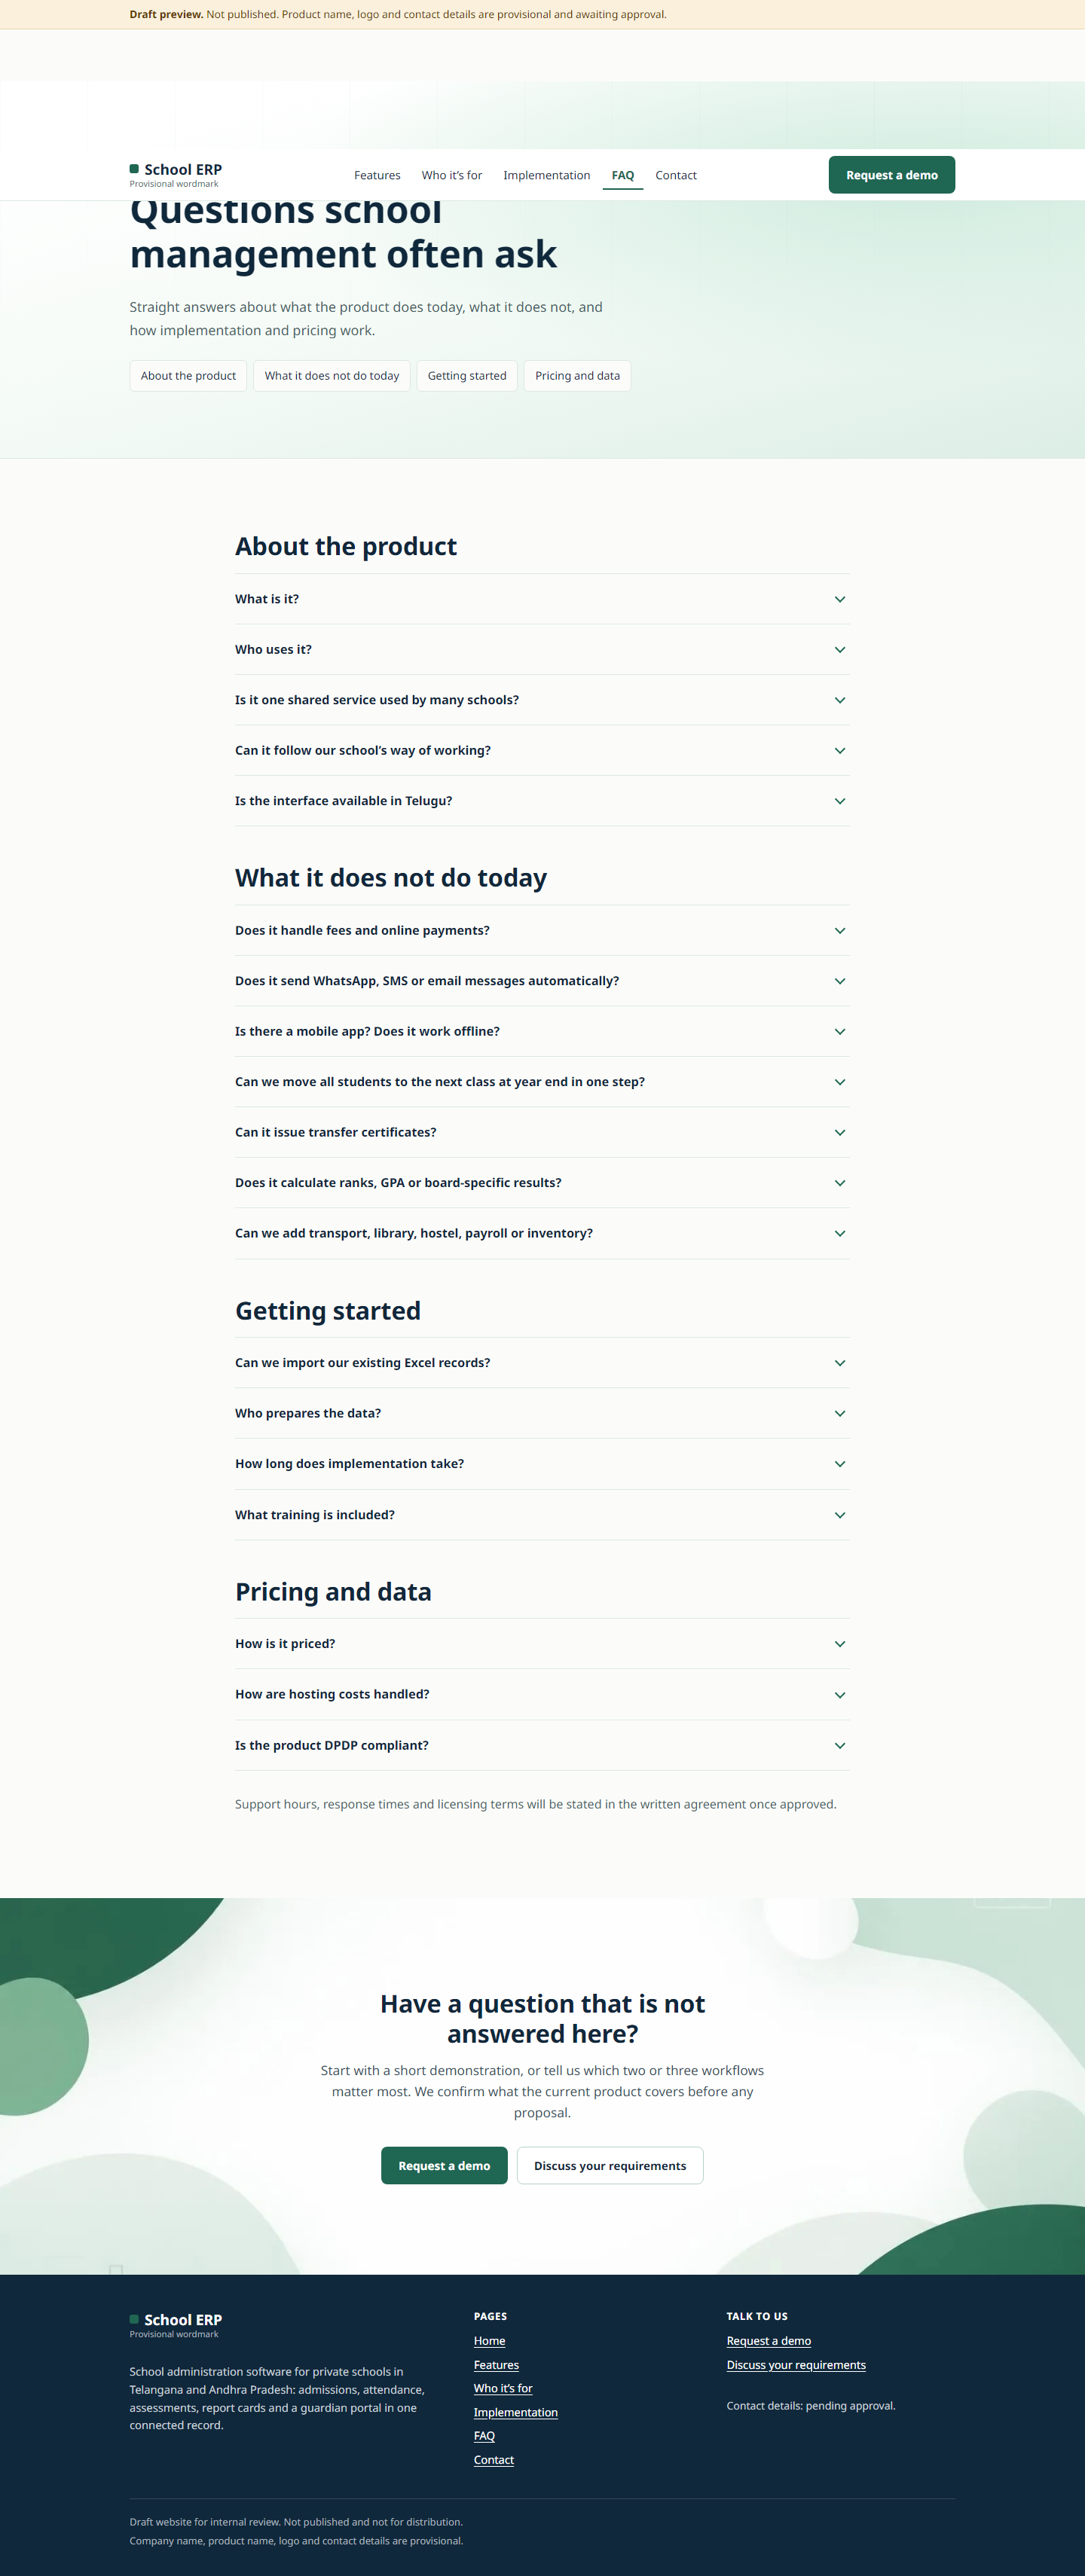 Draft preview. Not published. Product name, logo and contact details are provisional and awaiting approval.
School ERP
Provisional wordmark
Features
Who it’s for
Implementation
FAQ
Contact
Request a demo
Questions school
management often ask
Straight answers about what the product does today, what it does not, and
how implementation and pricing work.
About the product
What it does not do today
Getting started
Pricing and data
About the product
What is it?
Who uses it?
Is it one shared service used by many schools?
Can it follow our school’s way of working?
Is the interface available in Telugu?
What it does not do today
Does it handle fees and online payments?
Does it send WhatsApp, SMS or email messages automatically?
Is there a mobile app? Does it work offline?
Can we move all students to the next class at year end in one step?
Can it issue transfer certificates?
Does it calculate ranks, GPA or board-specific results?
Can we add transport, library, hostel, payroll or inventory?
Getting started
Can we import our existing Excel records?
Who prepares the data?
How long does implementation take?
What training is included?
Pricing and data
How is it priced?
How are hosting costs handled?
Is the product DPDP compliant?
Support hours, response times and licensing terms will be stated in the written agreement once approved.
Have a question that is not
answered here?
Start with a short demonstration, or tell us which two or three workflows
matter most. We confirm what the current product covers before any
proposal.
Request a demo
Discuss your requirements
School ERP
Provisional wordmark
School administration software for private schools in
Telangana and Andhra Pradesh: admissions, attendance,
assessments, report cards and a guardian portal in one
connected record.
PAGES
Home
Features
Who it’s for
Implementation
FAQ
Contact
TALK TO US
Request a demo
Discuss your requirements
Contact details: pending approval.
Draft website for internal review. Not published and not for distribution.
Company name, product name, logo and contact details are provisional.